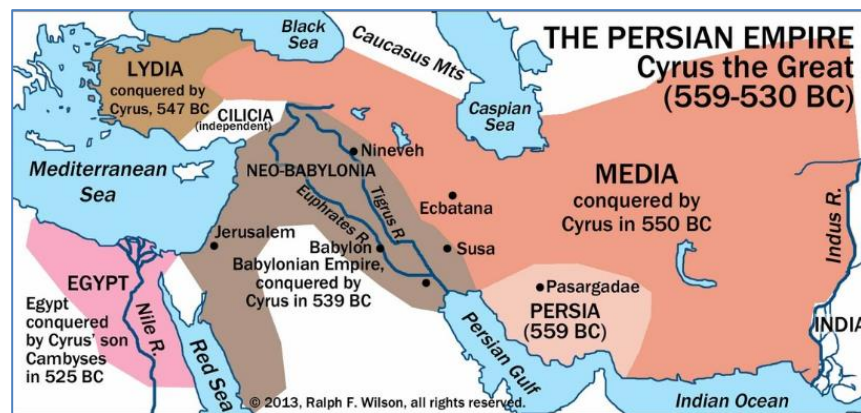 THE PERSIAN EMPIRE
Cyrus the Great
(559-530 BC)
Black
Sea
Caucasus Mts
Caspian
Sea
LYDIA
conquered by
Cyrus, 547 BC
CILICIA
(independent)
Mediterranean
Sea
Nineveh
NEO-BABYLONIA
Tigrus R.
Euphrates R.
MEDIA
conquered by
Cyrus in 550 BC
Ecbatana
Indus R.
Jerusalem
Babylon
Susa
Babylonian Empire,
conquered by
Cyrus in 539 BC
Pasargadae
PERSIA
(559 BC)
EGYPT
Egypt
conquered
by Cyrus' son
Cambyses
in 525 BC
Nile R.
Red Sea
Persian Gulf
INDIA
Indian Ocean
© 2013, Ralph F. Wilson, all rights reserved.